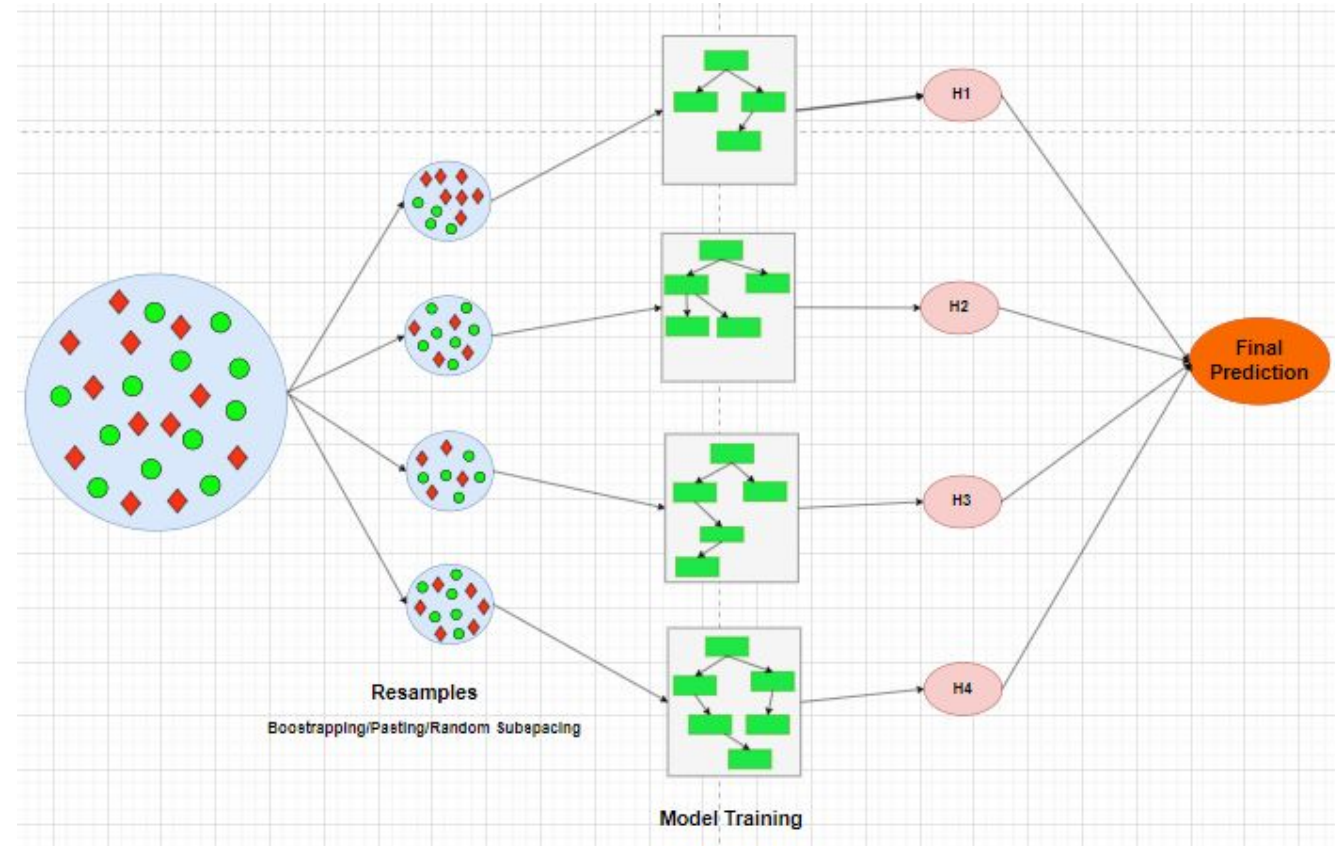 H1
H2
H3
H4
Final
Prediction
Resamples
Boostrapping/Pasting/Random Subspacing
Model Training